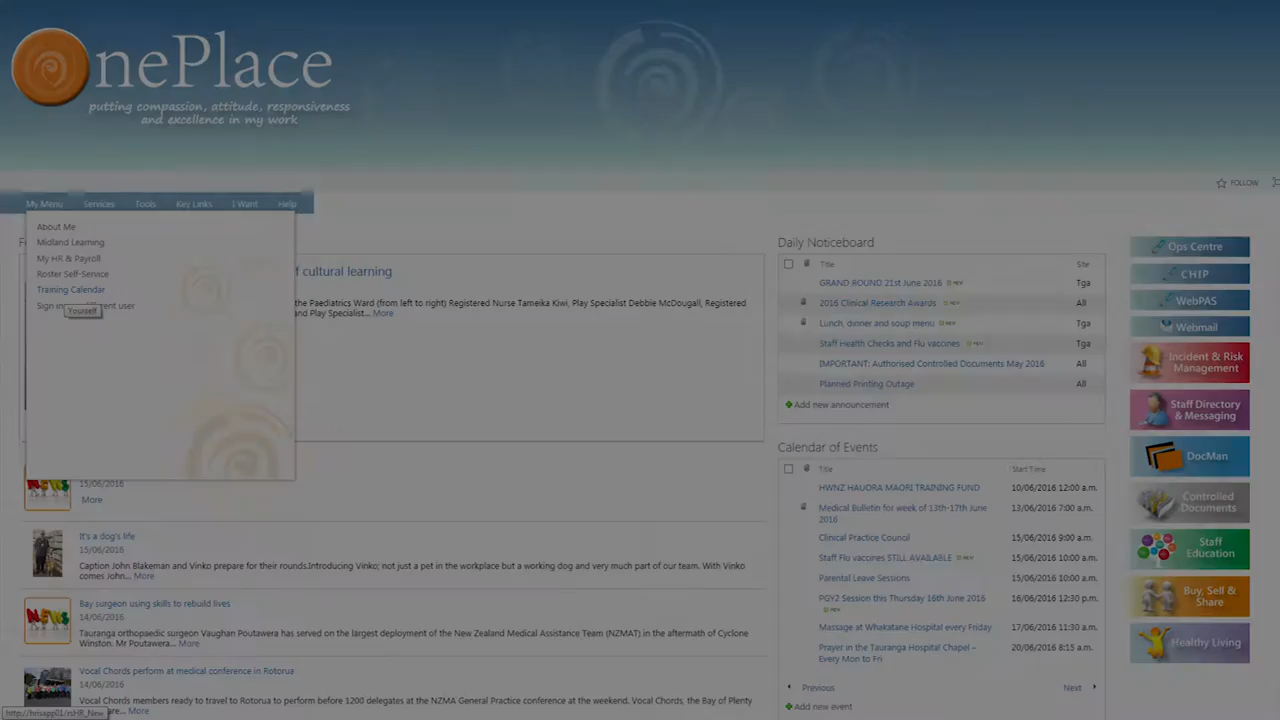 OnePlace
putting compassion, attitude, responsiveness
and excellence in my work
FOLLOW
My Menu Services Tools Key Links I Want Help
About Me
Midland Learning
My HR & Payroll
Roster Self-Service
Training Calendar
Sign in
ent user
Yourself
f cultural learning
the Paediatrics Ward (from left to right) Registered Nurse Tameika Kiwi, Play Specialist Debbie McDougall, Registered
and Play Specialist... More
NEWS
15/06/2016
More
It's a dog's life
15/06/2016
Caption John Blakeman and Vinko prepare for their rounds.Introducing Vinko; not just a pet in the workplace but a working dog and very much part of our team. With Vinko
comes John... More
NEWS
Bay surgeon using skills to rebuild lives
14/06/2016
Tauranga orthopaedic surgeon Vaughan Poutawera has served on the largest deployment of the New Zealand Medical Assistance Team (NZMAT) in the aftermath of Cyclone
Winston. Mr Poutawera... More
Vocal Chords perform at medical conference in Rotorua
14/06/2016
Vocal Chords members ready to travel to Rotorua to perform before 1200 delegates at the NZMA General Practice conference at the weekend. Vocal Chords, the Bay of Plenty
are... More
http://hrisapp01/rsHR_New
Daily Noticeboard
Title Site
GRAND ROUND 21st June 2016 NEW Tga
2016 Clinical Research Awards NEW All
Lunch, dinner and soup menu NEW Tga
Staff Health Checks and Flu vaccines NEW Tga
IMPORTANT: Authorised Controlled Documents May 2016 All
Planned Printing Outage All
Add new announcement
Calendar of Events
Title Start Time
HWNZ HAUORA MAORI TRAINING FUND 10/06/2016 12:00 a.m.
Medical Bulletin for week of 13th-17th June 13/06/2016 7:00 a.m.
2016
Clinical Practice Council 15/06/2016 9:00 a.m.
Staff Flu vaccines STILL AVAILABLE NEW 15/06/2016 10:00 a.m.
Parental Leave Sessions 15/06/2016 10:00 a.m.
PGY2 Session this Thursday 16th June 2016 16/06/2016 12:30 p.m.
NEW
Massage at Whakatane Hospital every Friday 17/06/2016 11:30 a.m.
Prayer in the Tauranga Hospital Chapel – 20/06/2016 8:15 a.m.
Every Mon to Fri
Previous Next
Add new event
Ops Centre
CHIP
WebPAS
Webmail
Incident & Risk
Management
Staff Directory
& Messaging
DocMan
Controlled
Documents
Staff
Education
Buy, Sell &
Share
Healthy Living